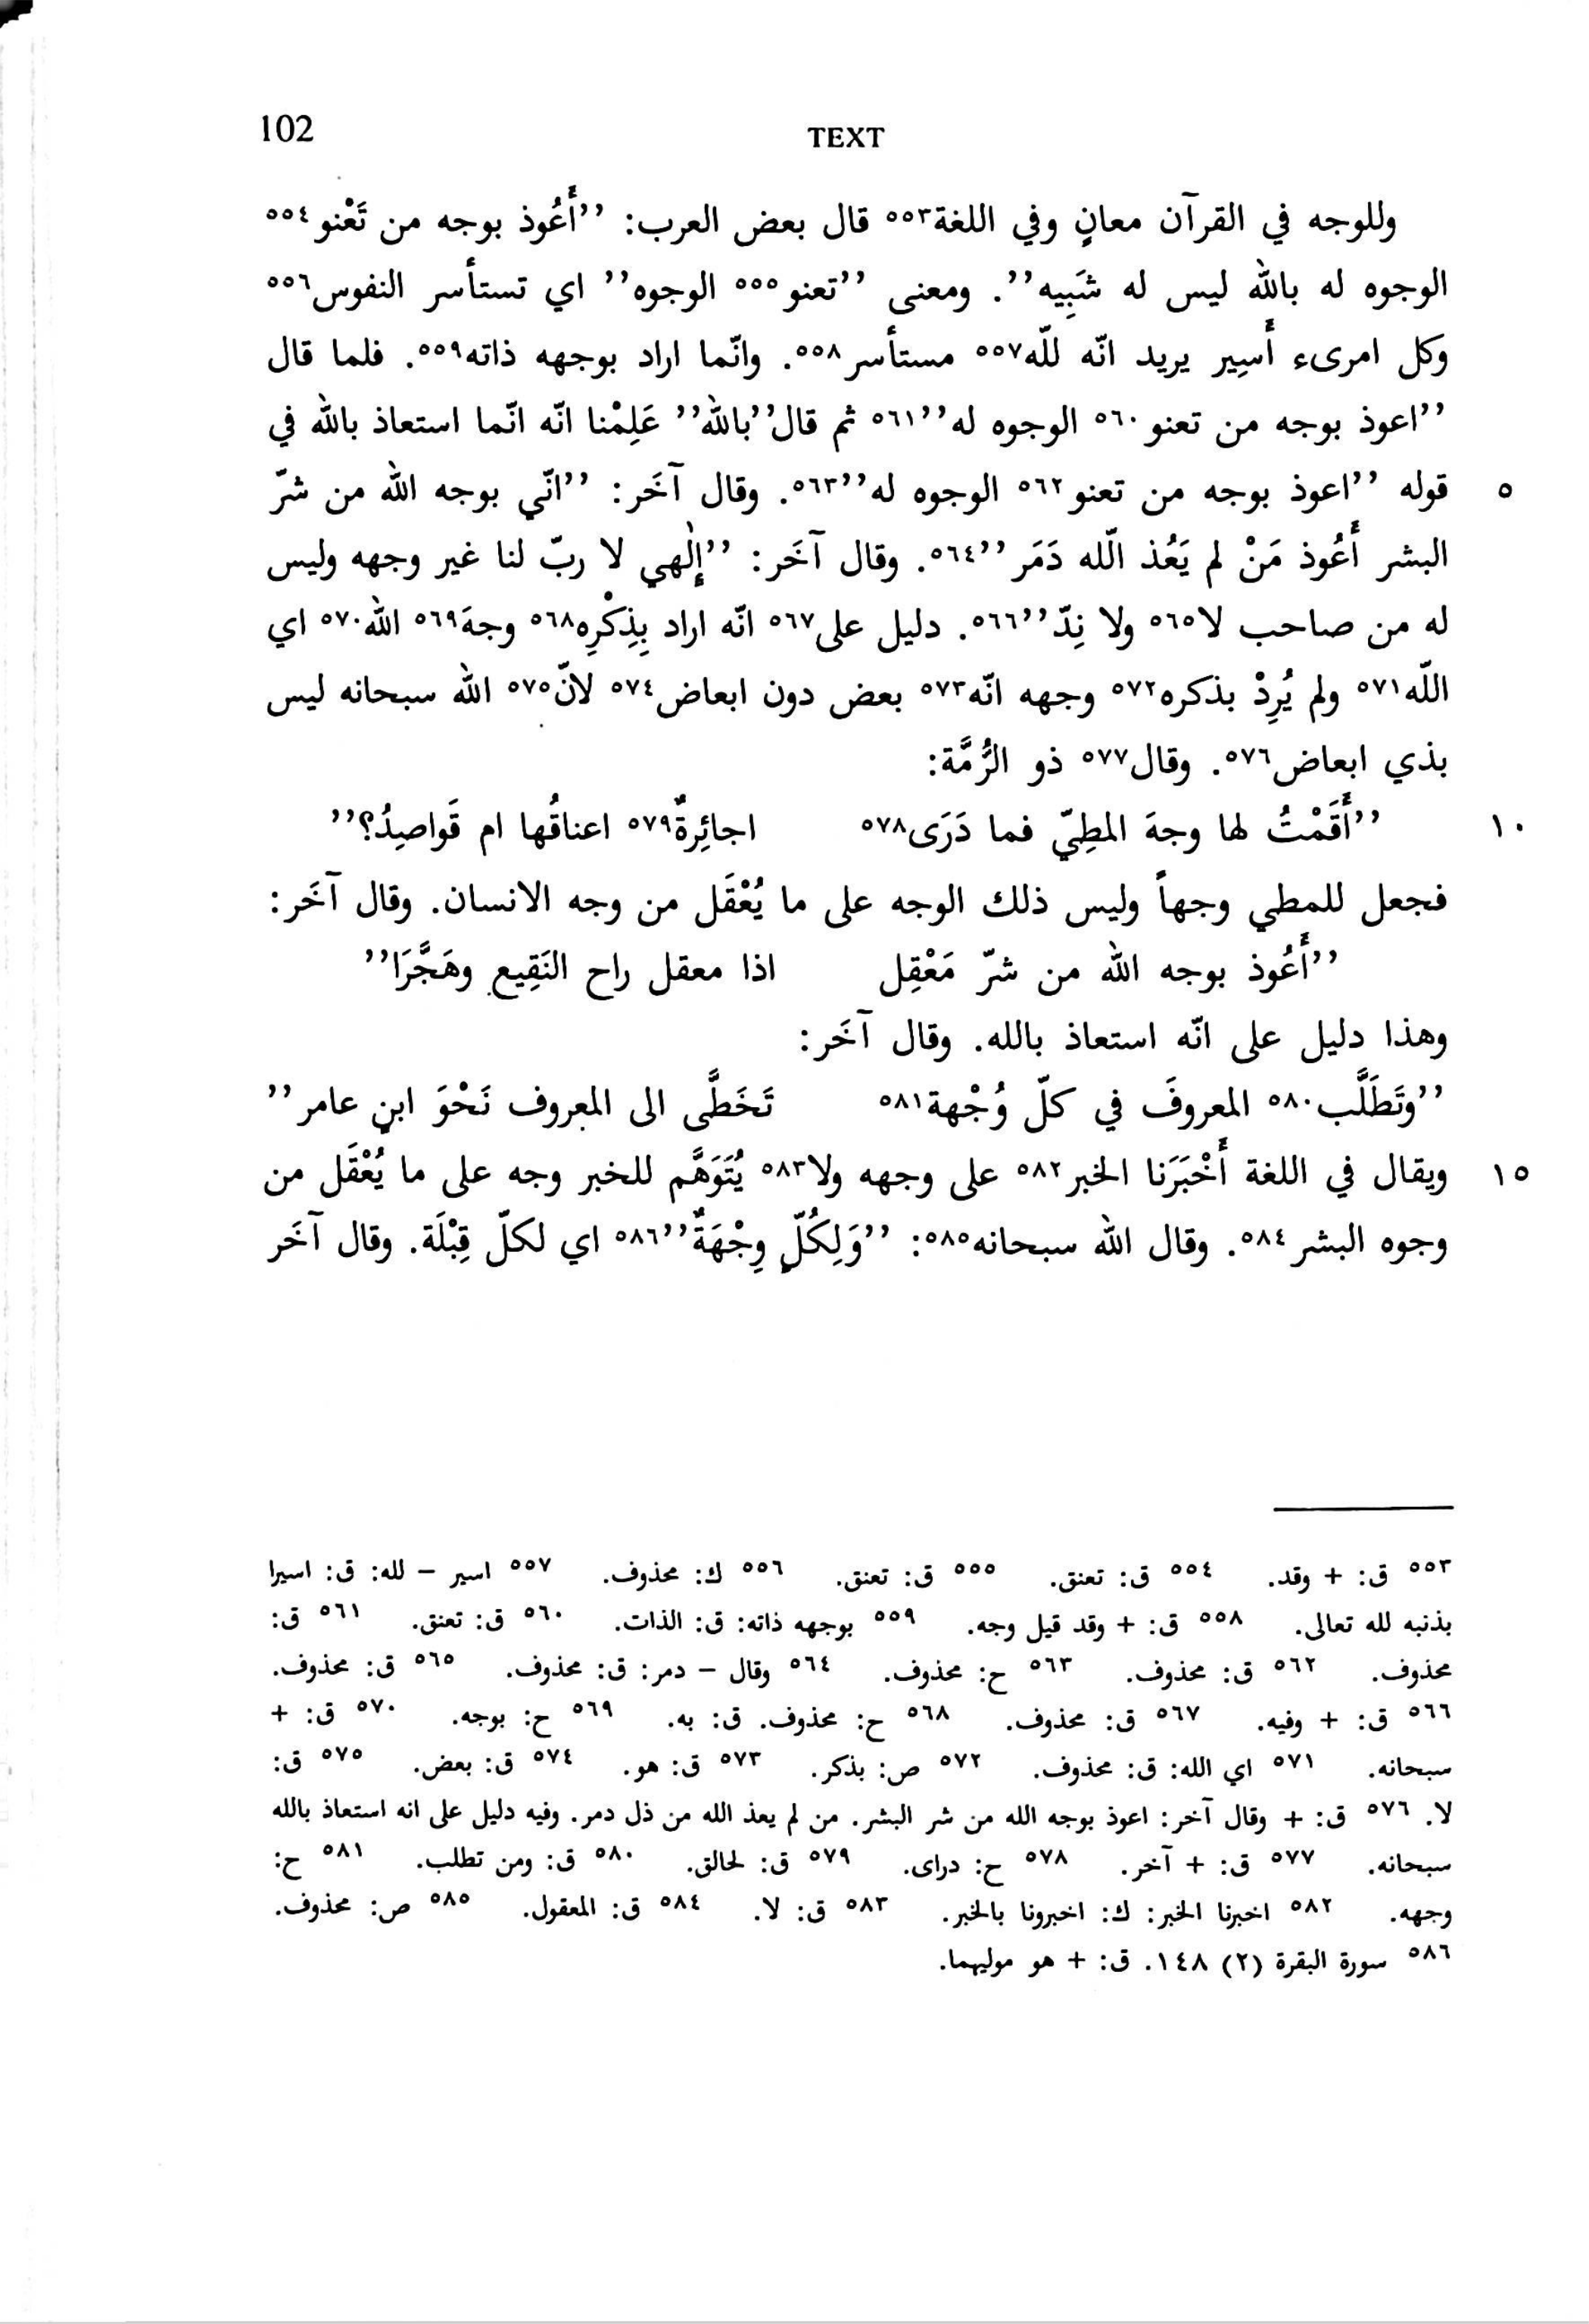 102
TEXT
وللوجه في القرآن معانٍ وفي اللغة٥٥٣ قال بعض العرب: ’’أَعُوذ بوجه من تَعْنو٥٥٤
الوجوه له بالله ليس له شَبِيه’’. ومعنى ’’تعنو٥٥٥ الوجوه’’ اي تستأسر النفوس٥٥٦
وكل امرىء أَسِير يريد انّه للّه٥٥٧ مستأسر٥٥٨. وانّما اراد بوجهه ذاته٥٥٩. فلما قال
’’اعوذ بوجه من تعنو٥٦٠ الوجوه له’’٥٦١ ثم قال’’بالله’’ عَلِمْنا انّه انّما استعاذ بالله في
٥ قوله ’’اعوذ بوجه من تعنو٥٦٢ الوجوه له’’٥٦٣. وقال آخَر: ’’انّي بوجه الله من شرّ
البشر أَعُوذ مَنْ لم يَعُذ الّله دَمَر’’٥٦٤. وقال آخَر: ’’إِلٰهي لا ربّ لنا غير وجهه وليس
له من صاحب لا٥٦٥ ولا نِدّ’’٥٦٦. دليل على٥٦٧ انّه اراد بِذِكْرِه٥٦٨ وجهَ٥٦٩ الله٥٧٠ اي
اللّه٥٧١ ولم يُرِدْ بذكره٥٧٢ وجهه انّه٥٧٣ بعض دون ابعاض٥٧٤ لانّ٥٧٥ الله سبحانه ليس
بذي ابعاض٥٧٦. وقال٥٧٧ ذو الرُّمَّة:
١٠ ’’أَقَمْتُ لها وجهَ المطِيّ فما دَرَى٥٧٨ اجائِرةٌ٥٧٩ اعناقُها ام قَواصِدُ؟’’
فجعل للمطي وجهاً وليس ذلك الوجه على ما يُعْقَل من وجه الانسان. وقال آخَر:
’’أَعُوذ بوجه الله من شرّ مَعْقِل اذا معقل راح النَقِيع وهَجَّرَا’’
وهذا دليل على انّه استعاذ بالله. وقال آخَر:
’’وتَطَلَّب٥٨٠ المعروفَ في كلّ وُجْهة٥٨١ تَخَطَّى الى المعروف نَحْوَ ابنِ عامر’’
١٥ ويقال في اللغة أَخْبَرَنا الخبر٥٨٢ على وجهه ولا٥٨٣ يُتَوَهَّم للخبر وجه على ما يُعْقَل من
وجوه البشر٥٨٤. وقال الله سبحانه٥٨٥: ’’وَلِكُلٍّ وِجْهَةٌ’’٥٨٦ اي لكلّ قِبْلَة. وقال آخَر
٥٥٣ ق: + وقد. ٥٥٤ ق: تعنق. ٥٥٥ ق: تعنق. ٥٥٦ ك: محذوف. ٥٥٧ اسير – لله: ق: اسيرا
بذنبه لله تعالى. ٥٥٨ ق: + وقد قيل وجه. ٥٥٩ بوجهه ذاته: ق: الذات. ٥٦٠ ق: تعنق. ٥٦١ ق:
محذوف. ٥٦٢ ق: محذوف. ٥٦٣ ح: محذوف. ٥٦٤ وقال – دمر: ق: محذوف. ٥٦٥ ق: محذوف.
٥٦٦ ق: + وفيه. ٥٦٧ ق: محذوف. ٥٦٨ ح: محذوف. ق: به. ٥٦٩ ح: بوجه. ٥٧٠ ق: +
سبحانه. ٥٧١ اي الله: ق: محذوف. ٥٧٢ ص: بذكر. ٥٧٣ ق: هو. ٥٧٤ ق: بعض. ٥٧٥ ق:
لا. ٥٧٦ ق: + وقال آخر: اعوذ بوجه الله من شر البشر. من لم يعذ الله من ذل دمر. وفيه دليل على انه استعاذ بالله
سبحانه. ٥٧٧ ق: + آخر. ٥٧٨ ح: دراى. ٥٧٩ ق: لحالق. ٥٨٠ ق: ومن تطلب. ٥٨١ ح:
وجهه. ٥٨٢ اخبرنا الخبر: ك: اخبرونا بالخبر. ٥٨٣ ق: لا. ٥٨٤ ق: المعقول. ٥٨٥ ص: محذوف.
٥٨٦ سورة البقرة (٢) ١٤٨. ق: + هو موليهما.